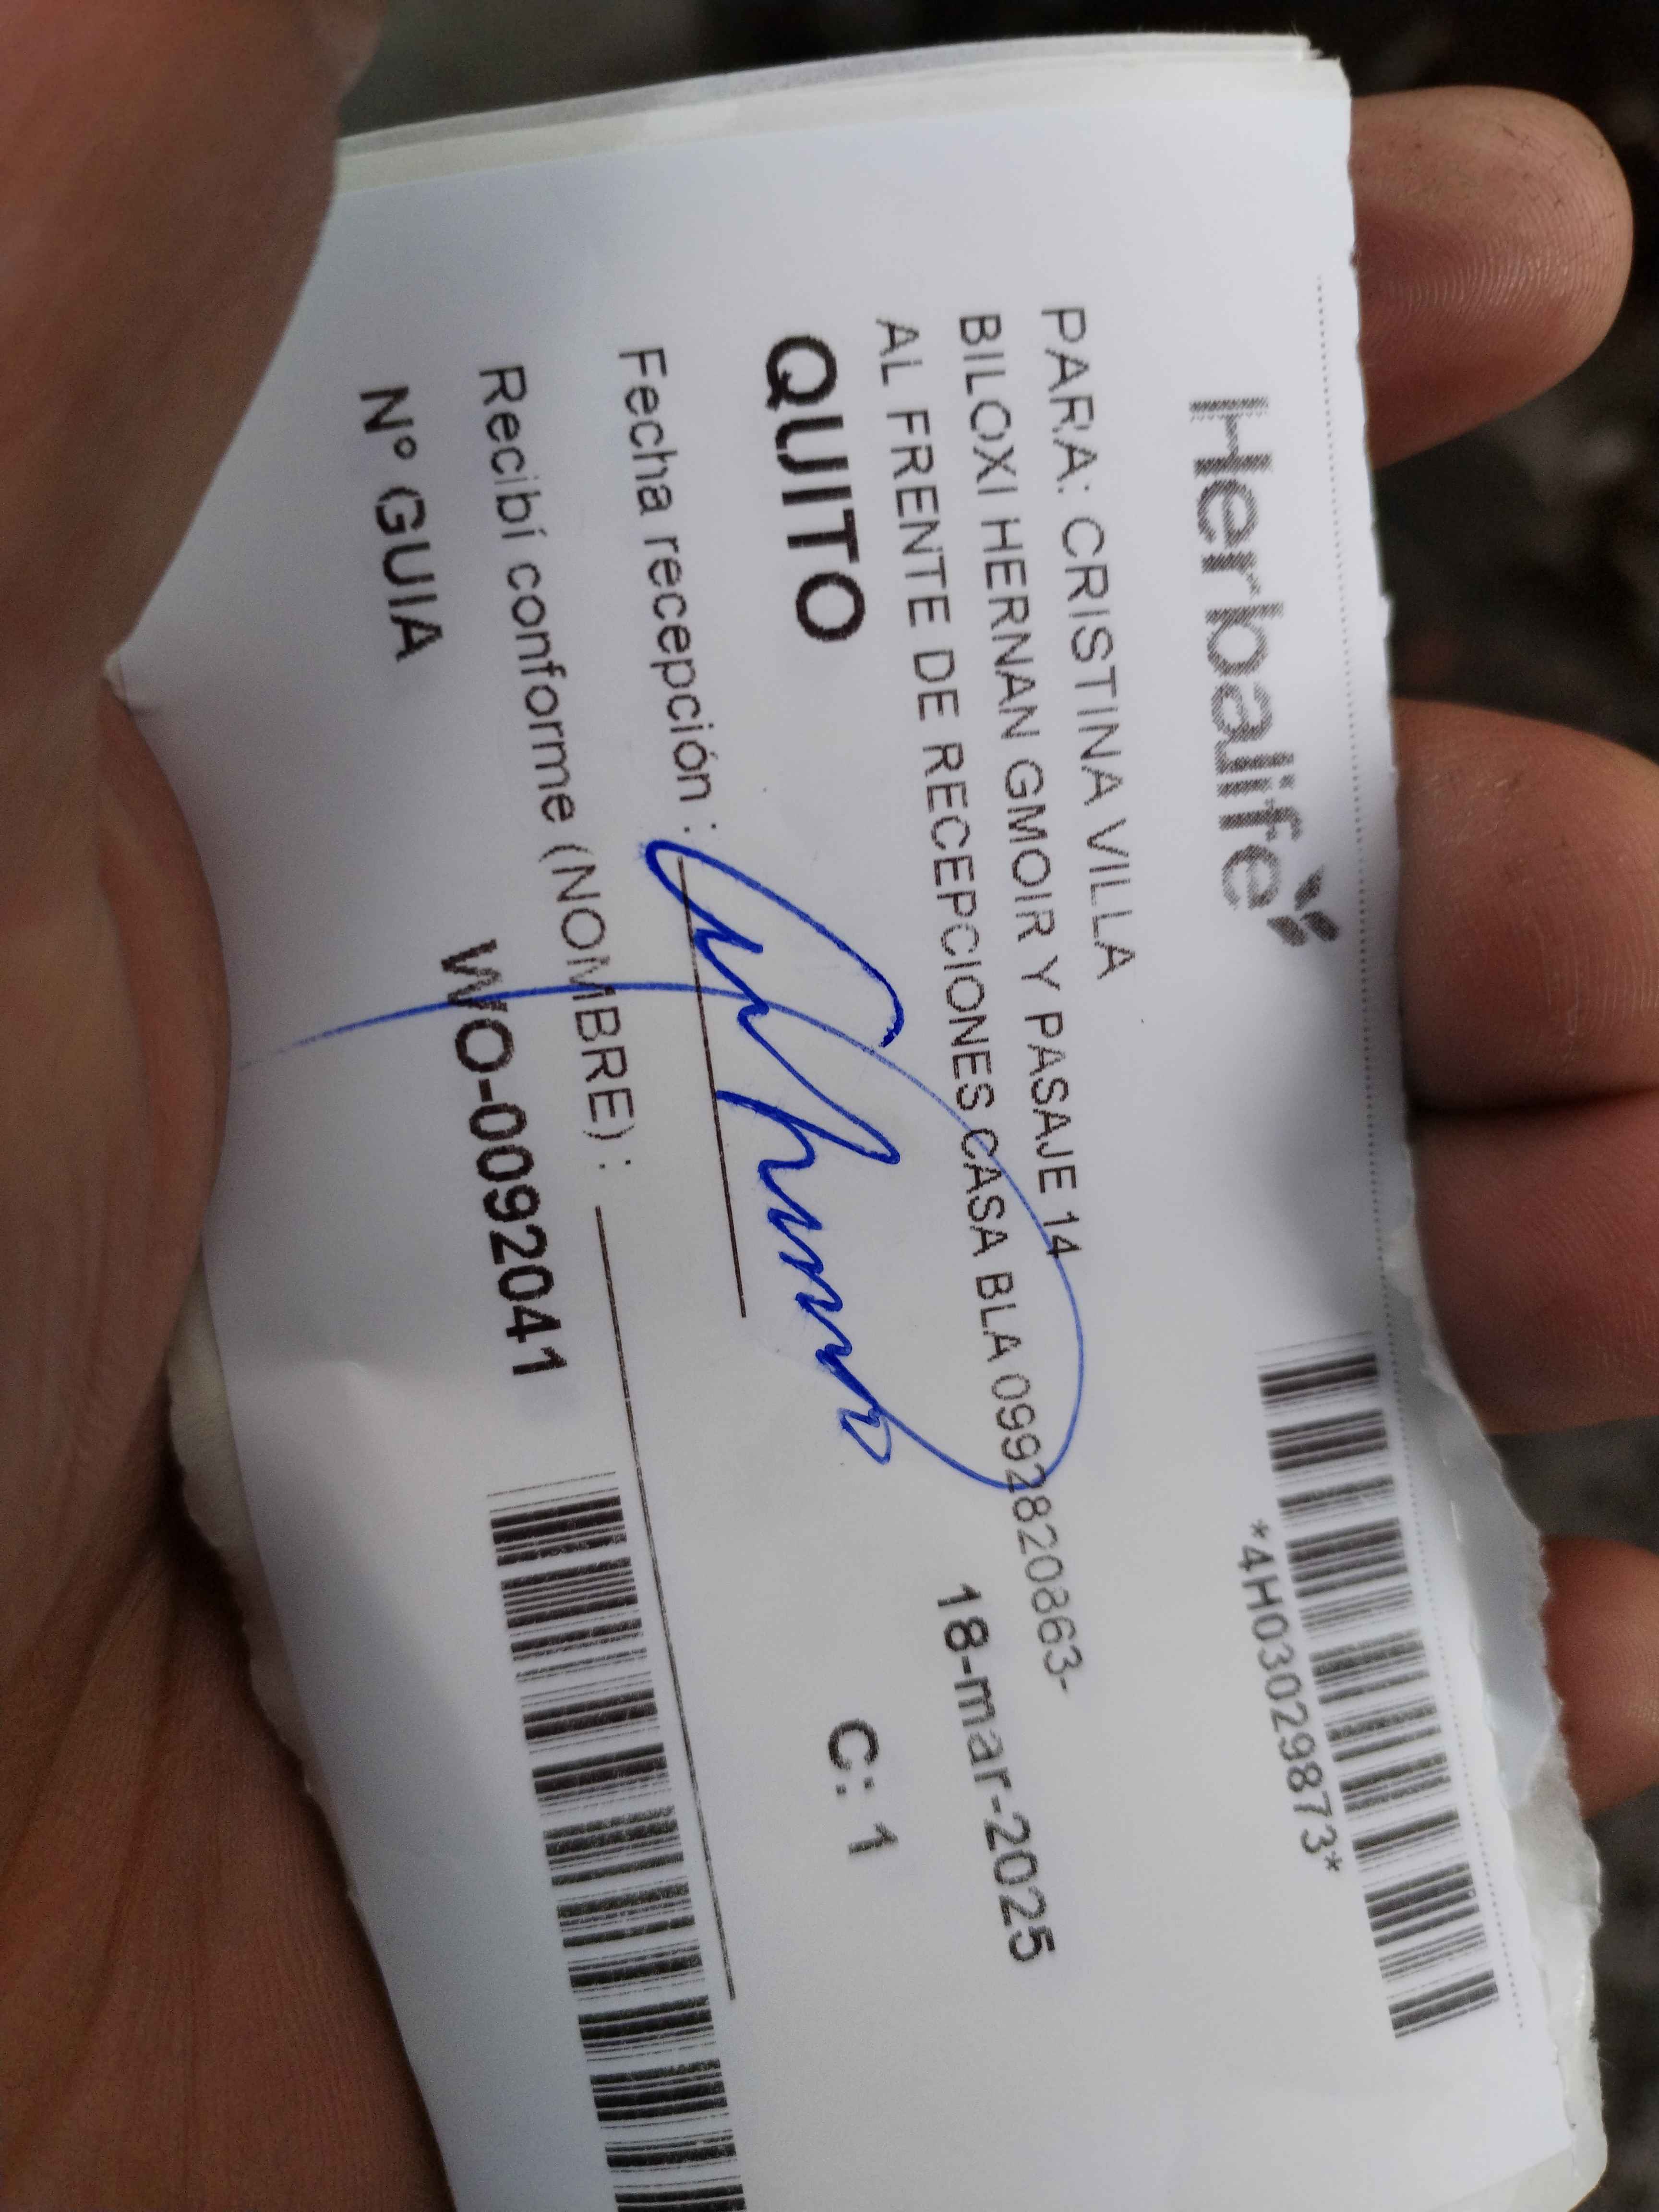 Herbalife
*4H03029873*
PARA: CRISTINA VILLA
BILOXI HERNAN GMOIR Y PASAJE 14
AL FRENTE DE RECEPCIONES CASA BLA 0992820863-
18-mar-2025
QUITO
C: 1
Fecha recepción :
Recibí conforme (NOMBRE) :
Nº GUIA WO-0092041